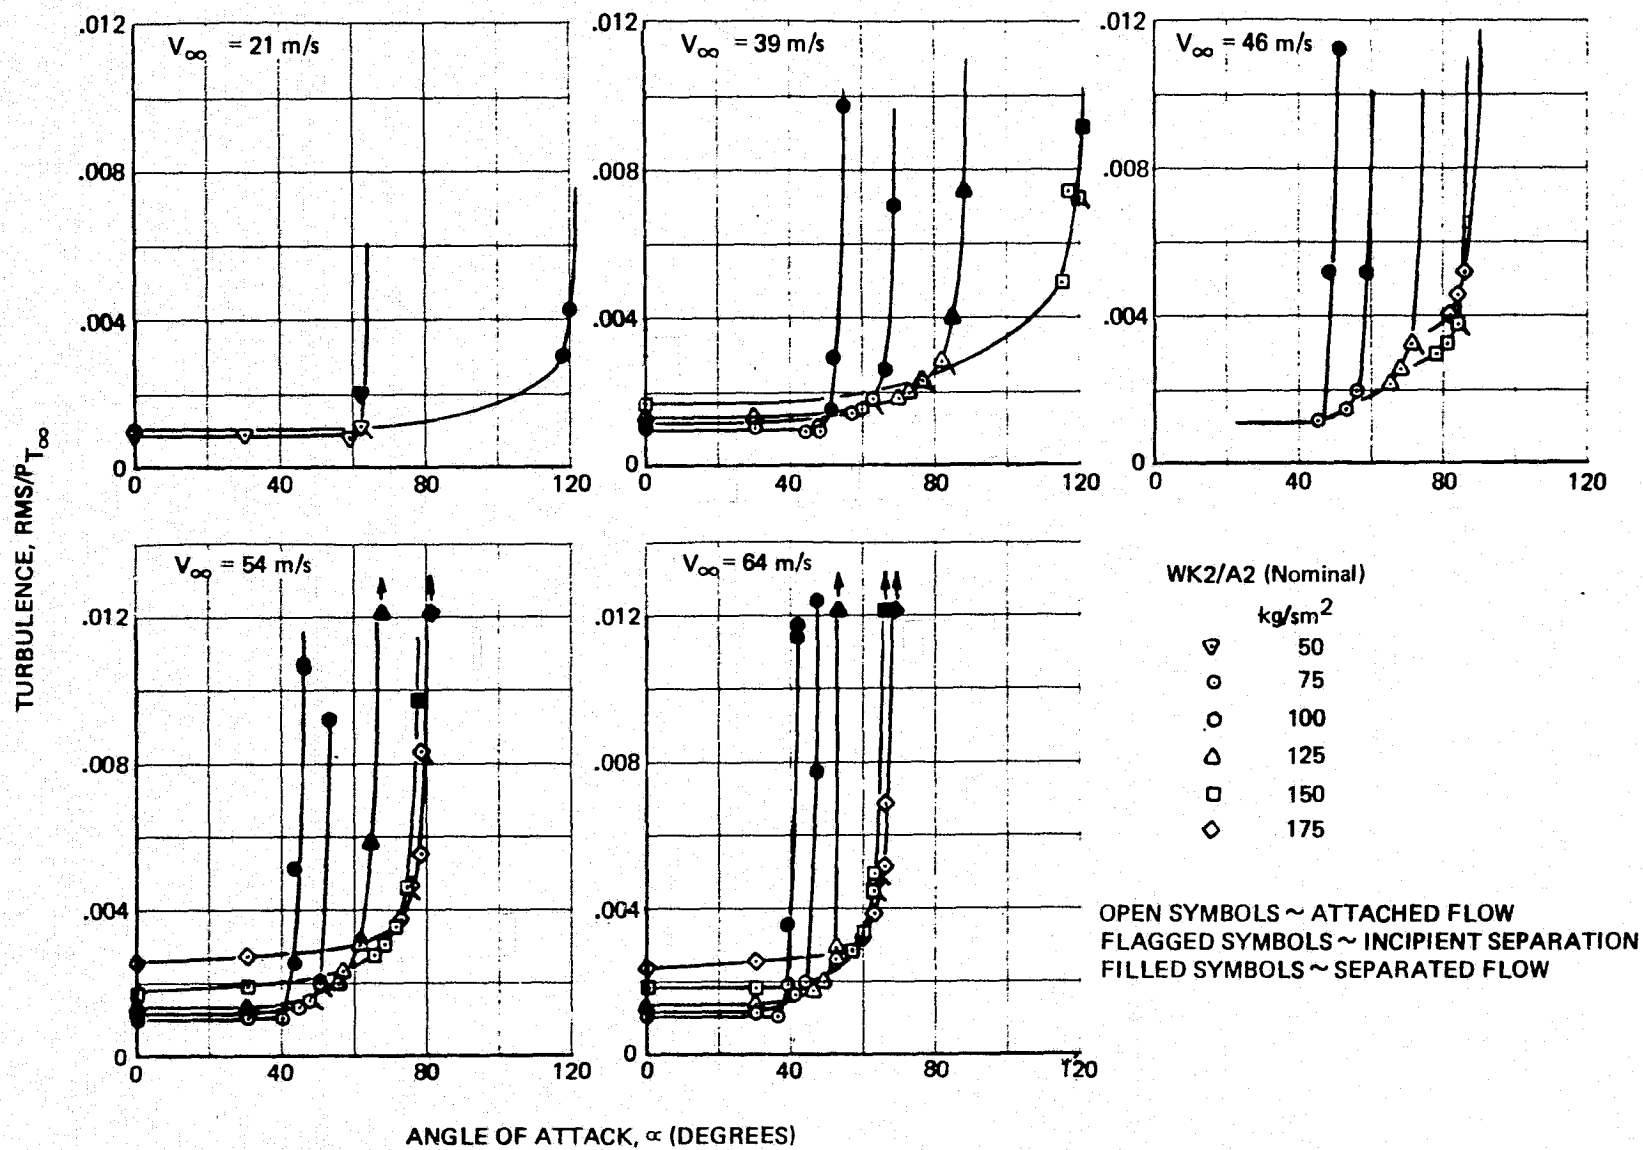 V∞ = 21 m/s
.012
.008
.004
0
0 40 80 120
V∞ = 39 m/s
.012
.008
.004
0
0 40 80 120
V∞ = 46 m/s
.012
.008
.004
0
0 40 80 120
TURBULENCE, RMS/PT∞
V∞ = 54 m/s
.012
.008
.004
0
0 40 80 120
V∞ = 64 m/s
.012
.008
.004
0
0 40 80 120
WK2/A2 (Nominal)
kg/sm²
50
75
100
125
150
175
OPEN SYMBOLS ~ ATTACHED FLOW
FLAGGED SYMBOLS ~ INCIPIENT SEPARATION
FILLED SYMBOLS ~ SEPARATED FLOW
ANGLE OF ATTACK, ∝ (DEGREES)